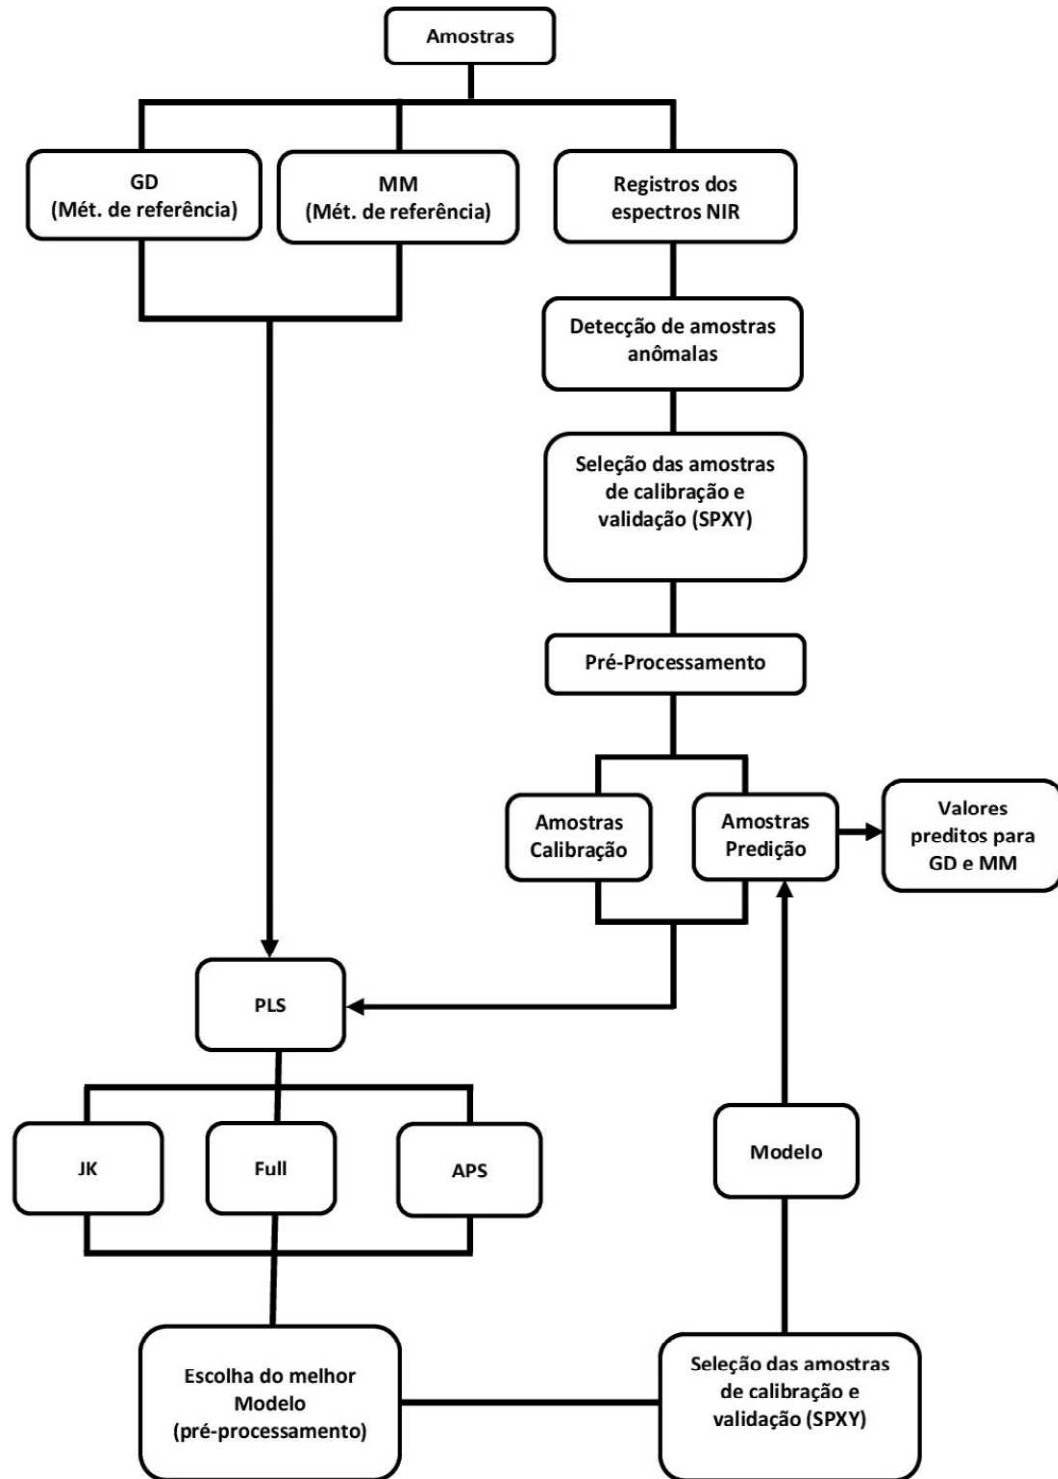 Amostras
GD
(Mét. de referência)
MM
(Mét. de referência)
Registros dos
espectros NIR
Detecção de amostras
anômalas
Seleção das amostras
de calibração e
validação (SPXY)
Pré-Processamento
Amostras
Calibração
Amostras
Predição
Valores
preditos para
GD e MM
PLS
JK
Full
APS
Modelo
Escolha do melhor
Modelo
(pré-processamento)
Seleção das amostras
de calibração e
validação (SPXY)